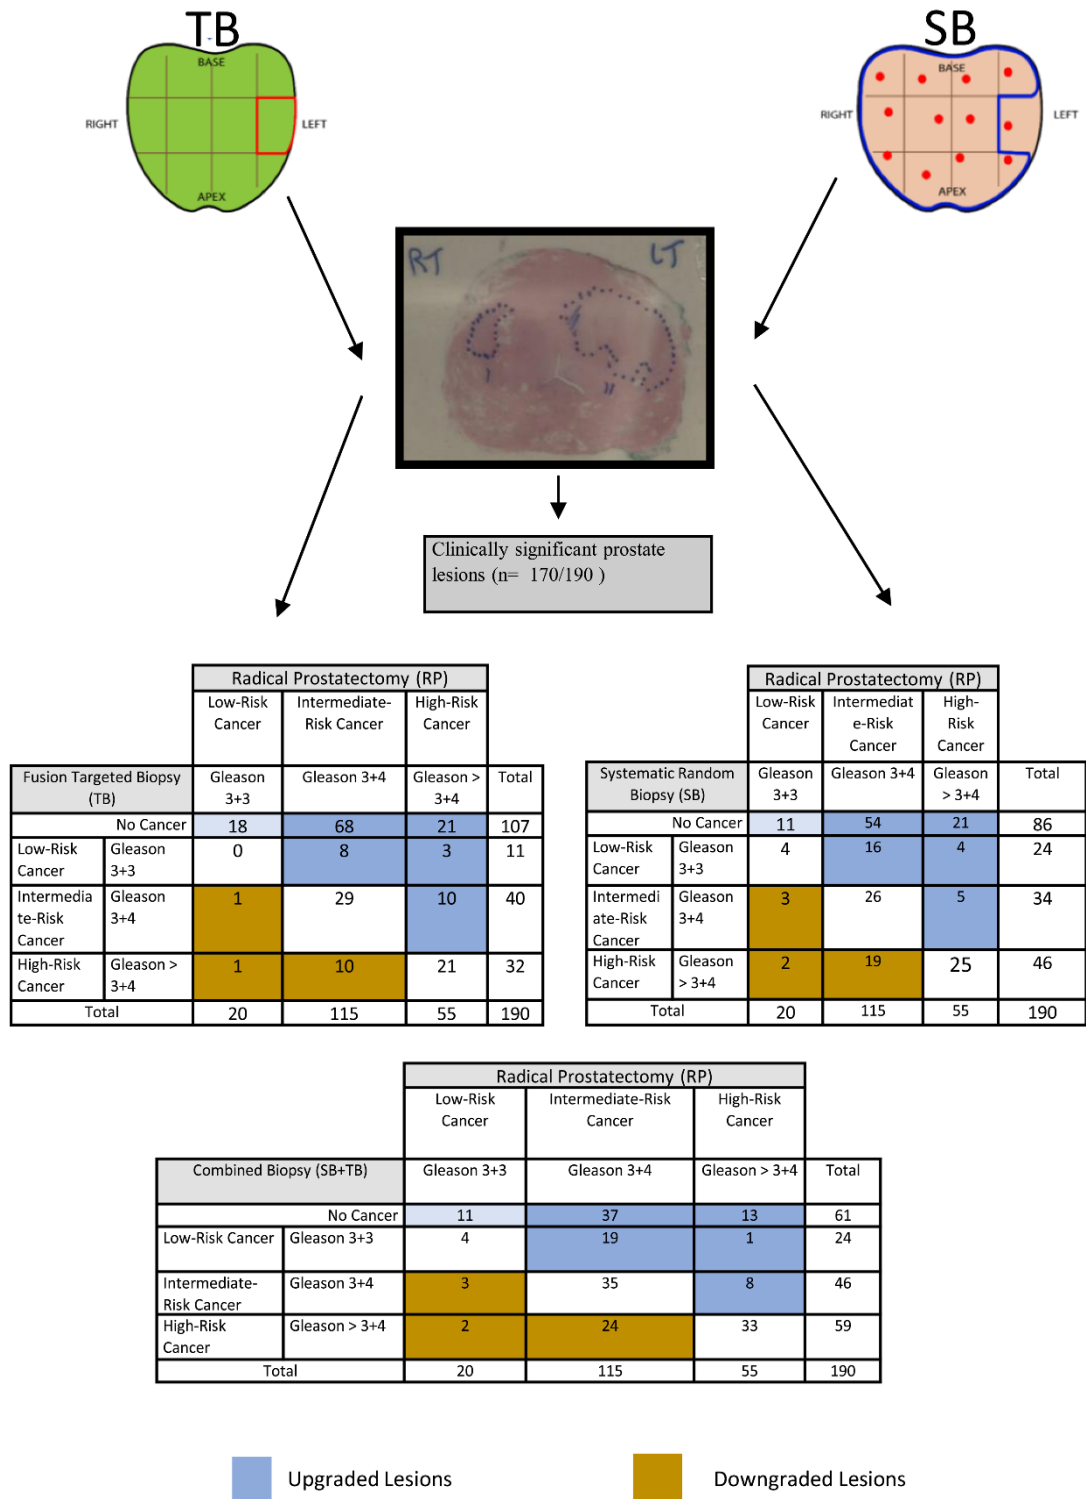 TB
BASE
RIGHT
LEFT
APEX
SB
BASE
RIGHT
LEFT
APEX
RT
LT
I
II
Clinically significant prostate
lesions (n= 170/190 )
Radical Prostatectomy (RP)
Low-Risk Cancer Intermediate-Risk Cancer High-Risk Cancer
Fusion Targeted Biopsy (TB) Gleason 3+3 Gleason 3+4 Gleason > 3+4 Total
No Cancer 18 68 21 107
Low-Risk Cancer Gleason 3+3 0 8 3 11
Intermedia te-Risk Cancer Gleason 3+4 1 29 10 40
High-Risk Cancer Gleason > 3+4 1 10 21 32
Total 20 115 55 190
Radical Prostatectomy (RP)
Low-Risk Cancer Intermediat e-Risk Cancer High- Risk Cancer
Systematic Random Biopsy (SB) Gleason 3+3 Gleason 3+4 Gleason > 3+4 Total
No Cancer 11 54 21 86
Low-Risk Cancer Gleason 3+3 4 16 4 24
Intermedi ate-Risk Cancer Gleason 3+4 3 26 5 34
High-Risk Cancer Gleason > 3+4 2 19 25 46
Total 20 115 55 190
Radical Prostatectomy (RP)
Low-Risk Cancer Intermediate-Risk Cancer High-Risk Cancer
Combined Biopsy (SB+TB) Gleason 3+3 Gleason 3+4 Gleason > 3+4 Total
No Cancer 11 37 13 61
Low-Risk Cancer Gleason 3+3 4 19 1 24
Intermediate- Risk Cancer Gleason 3+4 3 35 8 46
High-Risk Cancer Gleason > 3+4 2 24 33 59
Total 20 115 55 190
Upgraded Lesions
Downgraded Lesions